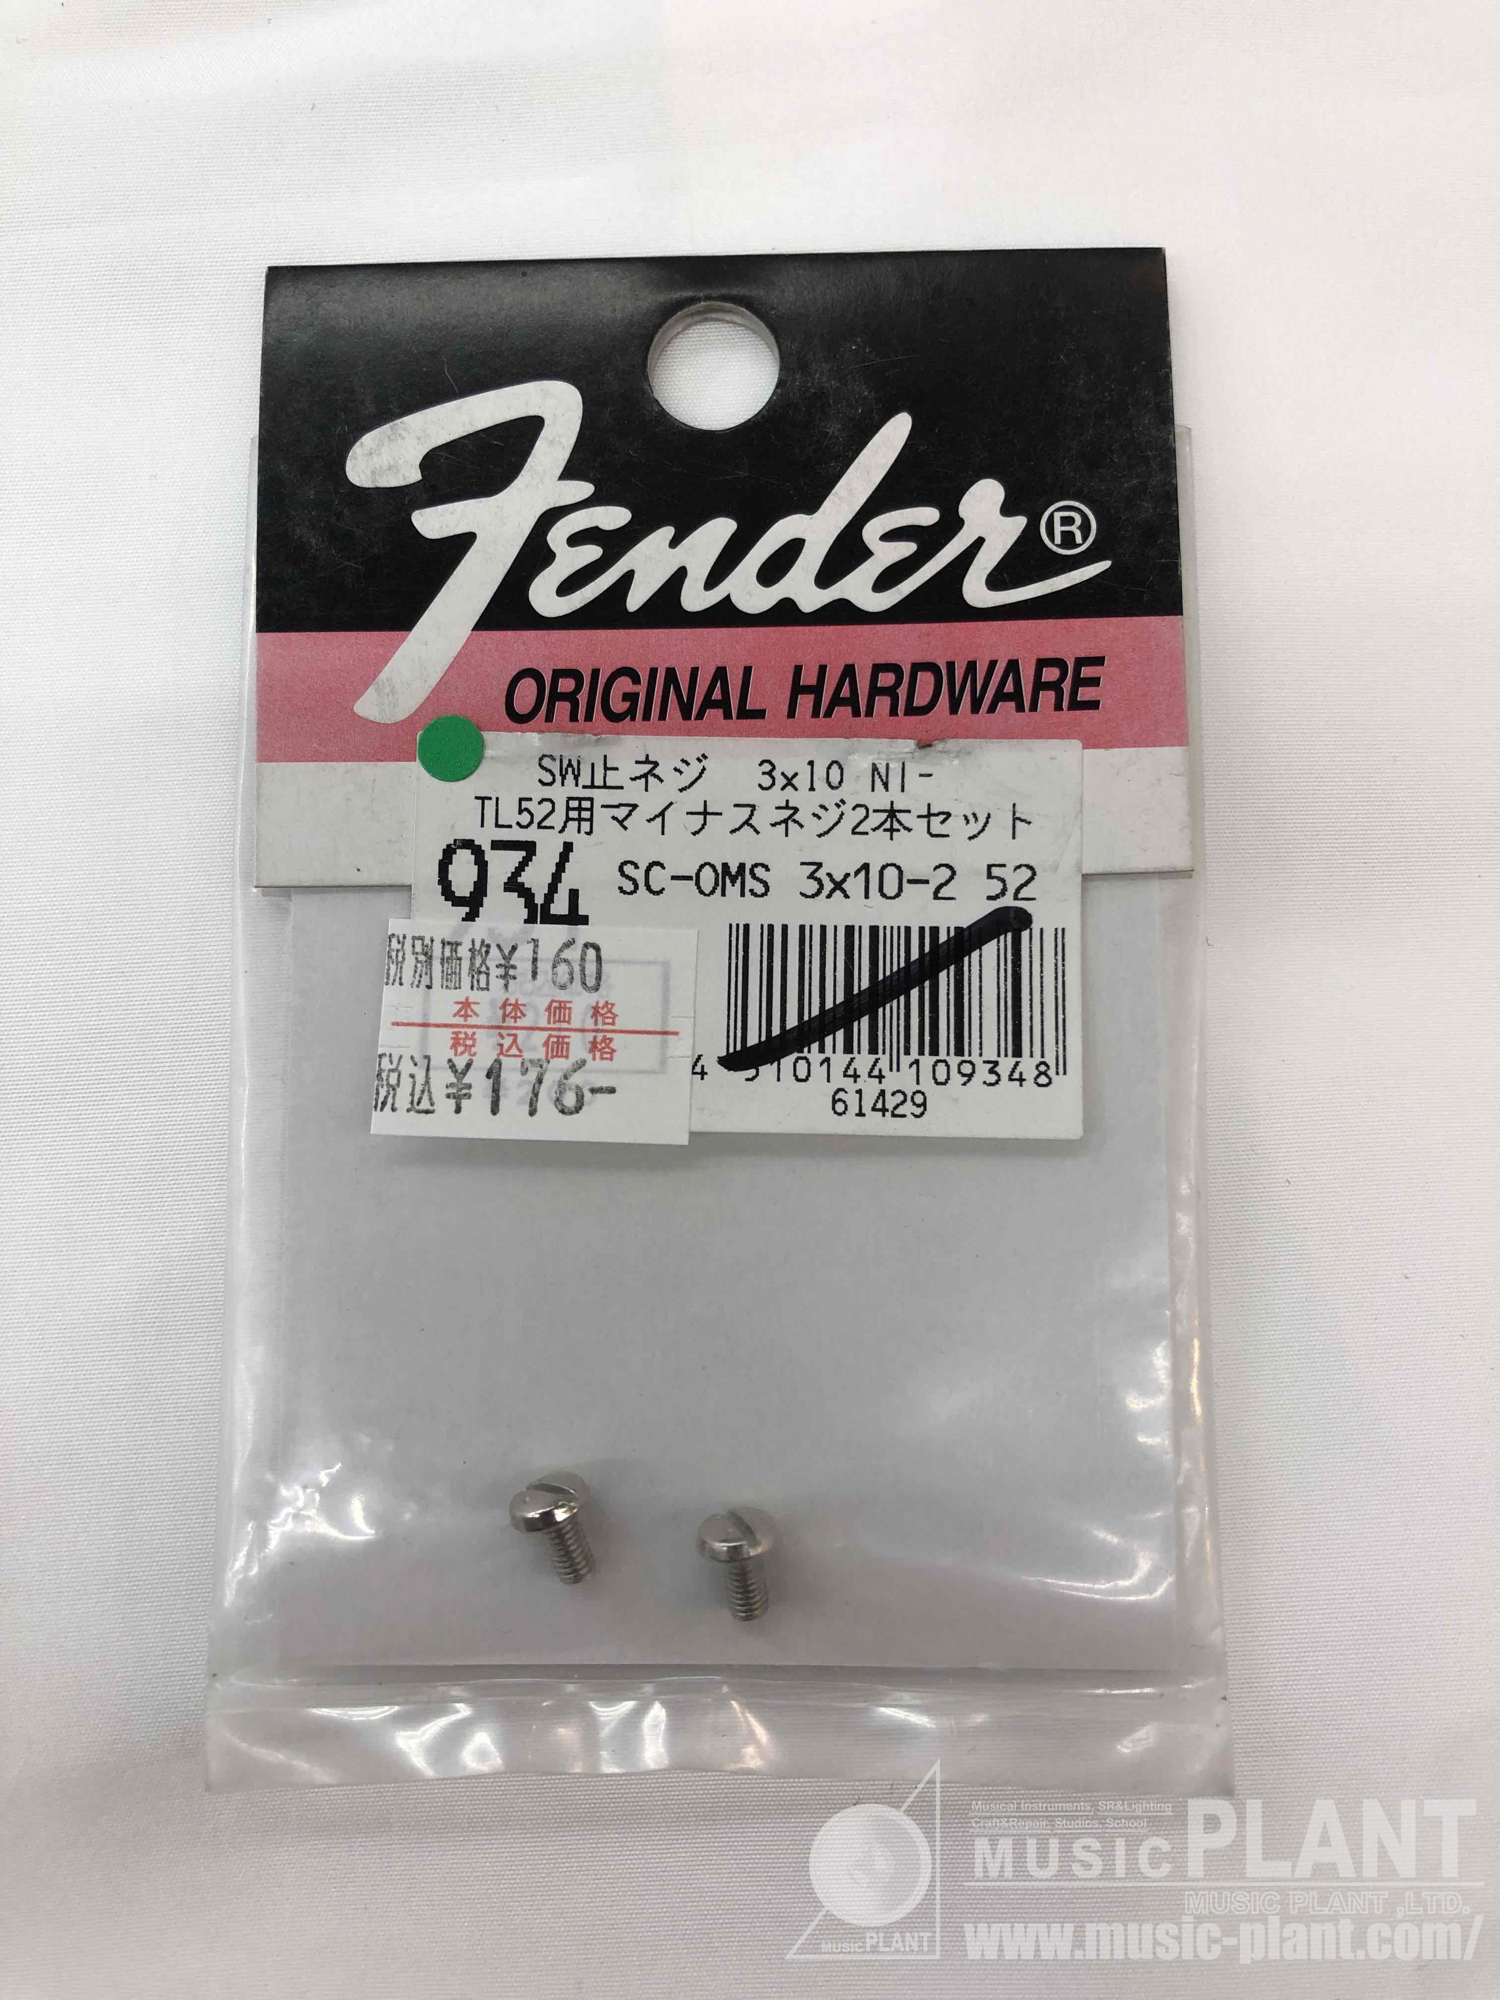 Fender®
ORIGINAL HARDWARE
SW止ネジ 3x10 NI-
TL52用マイナスネジ2本セット
934 SC-OMS 3x10-2 52
税別価格¥160
本体価格
税込価格
税込¥176-
4 510144 109348
61429
Musical Instruments, SR&Lighting
Craft&Repair, Studios, School
MUSIC PLANT
MUSIC PLANT ,LTD.
MUSIC PLANT
www.music-plant.com/